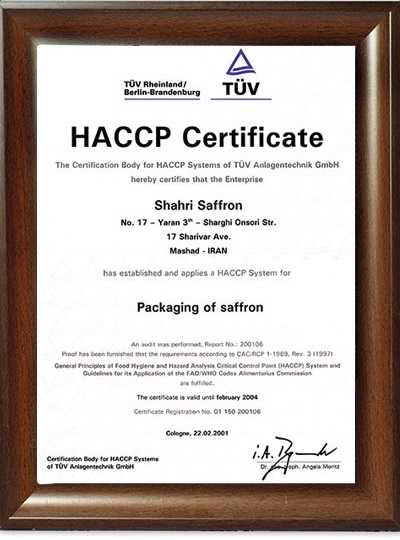 TÜV Rheinland/
Berlin-Brandenburg
TÜV
HACCP Certificate
The Certification Body for HACCP Systems of TÜV Anlagentechnik GmbH
hereby certifies that the Enterprise
Shahri Saffron
No. 17 – Yaran 3th – Sharghi Onsori Str.
17 Sharivar Ave.
Mashad - IRAN
has established and applies a HACCP System for
Packaging of saffron
An audit was performed, Report No.: 200106
Proof has been furnished that the requirements according to CAC/RCP 1-1969, Rev. 3 (1997)
General Principles of Food Hygiene and Hazard Analysis Critical Control Point (HACCP) System and
Guidelines for its Application of the FAO/WHO Codex Alimentarius Commission
are fulfilled.
The certificate is valid until february 2004
Certificate Registration No. 01 150 200106
Cologne, 22.02.2001
i.A.
Certification Body for HACCP Systems
of TÜV Anlagentechnik GmbH
Angela Moritz